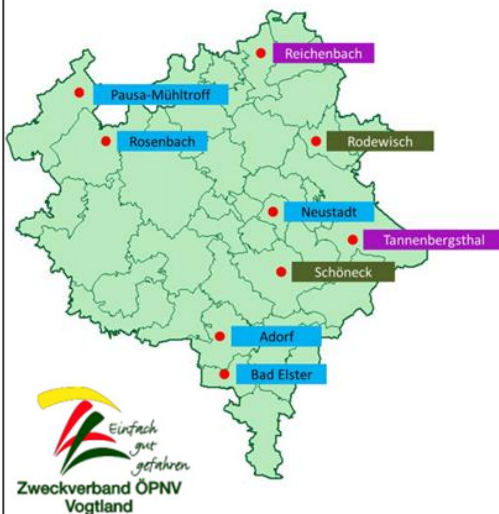 Reichenbach
Pausa-Mühltroff
Rosenbach
Rodewisch
Neustadt
Tannenbergsthal
Schöneck
Adorf
Bad Elster
Einfach
gut
gefahren
Zweckverband ÖPNV
Vogtland